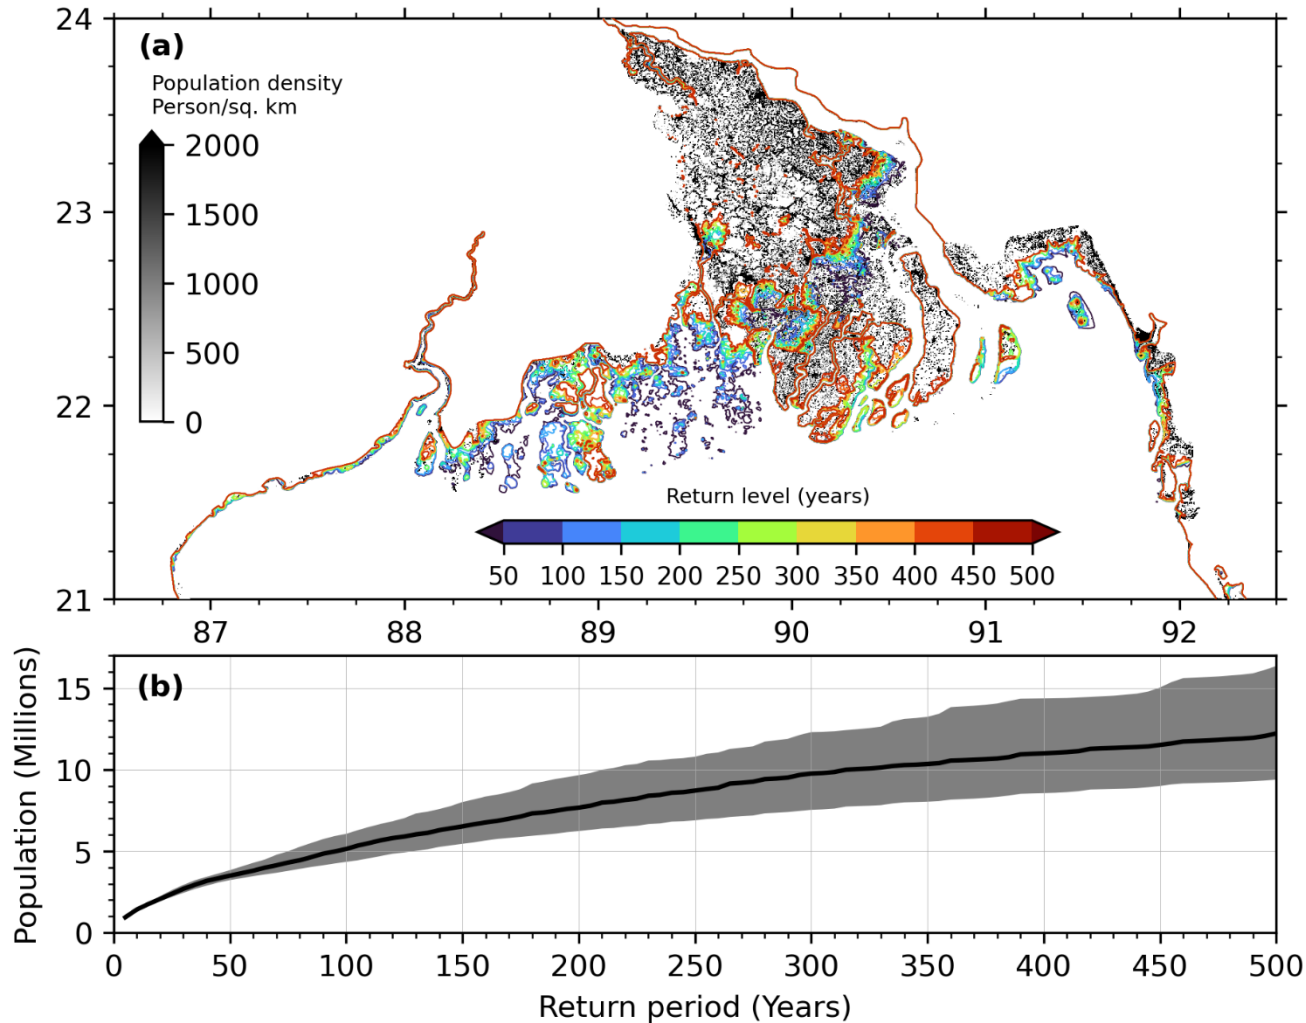 24
(a)
Population density
Person/sq. km
2000
1500
1000
500
0
23
22
21
Return level (years)
50 100 150 200 250 300 350 400 450 500
87 88 89 90 91 92
(b)
Population (Millions)
15
10
5
0
0 50 100 150 200 250 300 350 400 450 500
Return period (Years)